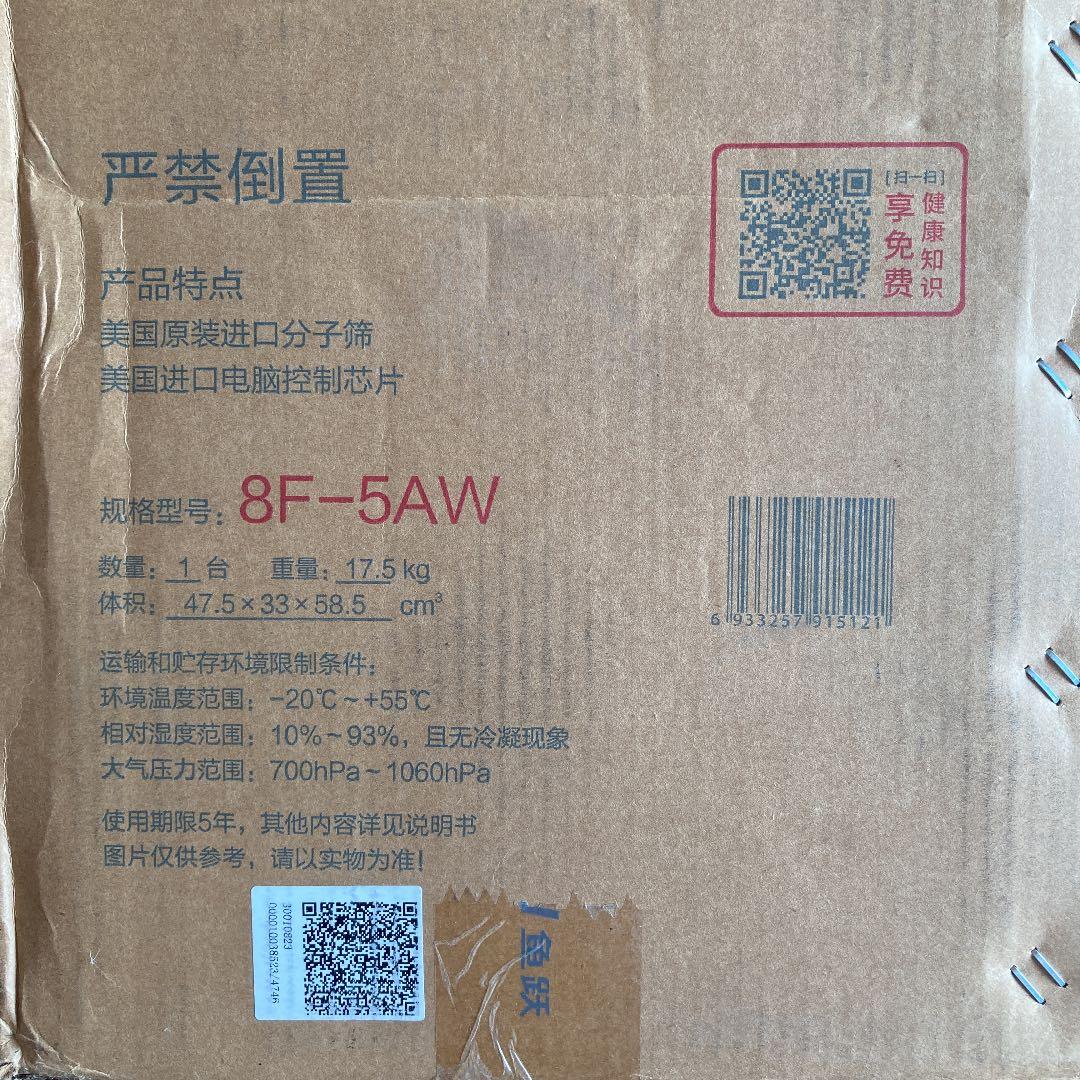 严禁倒置
[扫一扫]
享免费
健康知识
产品特点
美国原装进口分子筛
美国进口电脑控制芯片
规格型号：8F-5AW
数量：1 台 重量：17.5 kg
体积：47.5×33×58.5 cm³
6 933257 915121
运输和贮存环境限制条件：
环境温度范围：-20℃~+55℃
相对湿度范围：10%~93%，且无冷凝现象
大气压力范围：700hPa~1060hPa
使用期限5年，其他内容详见说明书
图片仅供参考，请以实物为准！
鱼跃